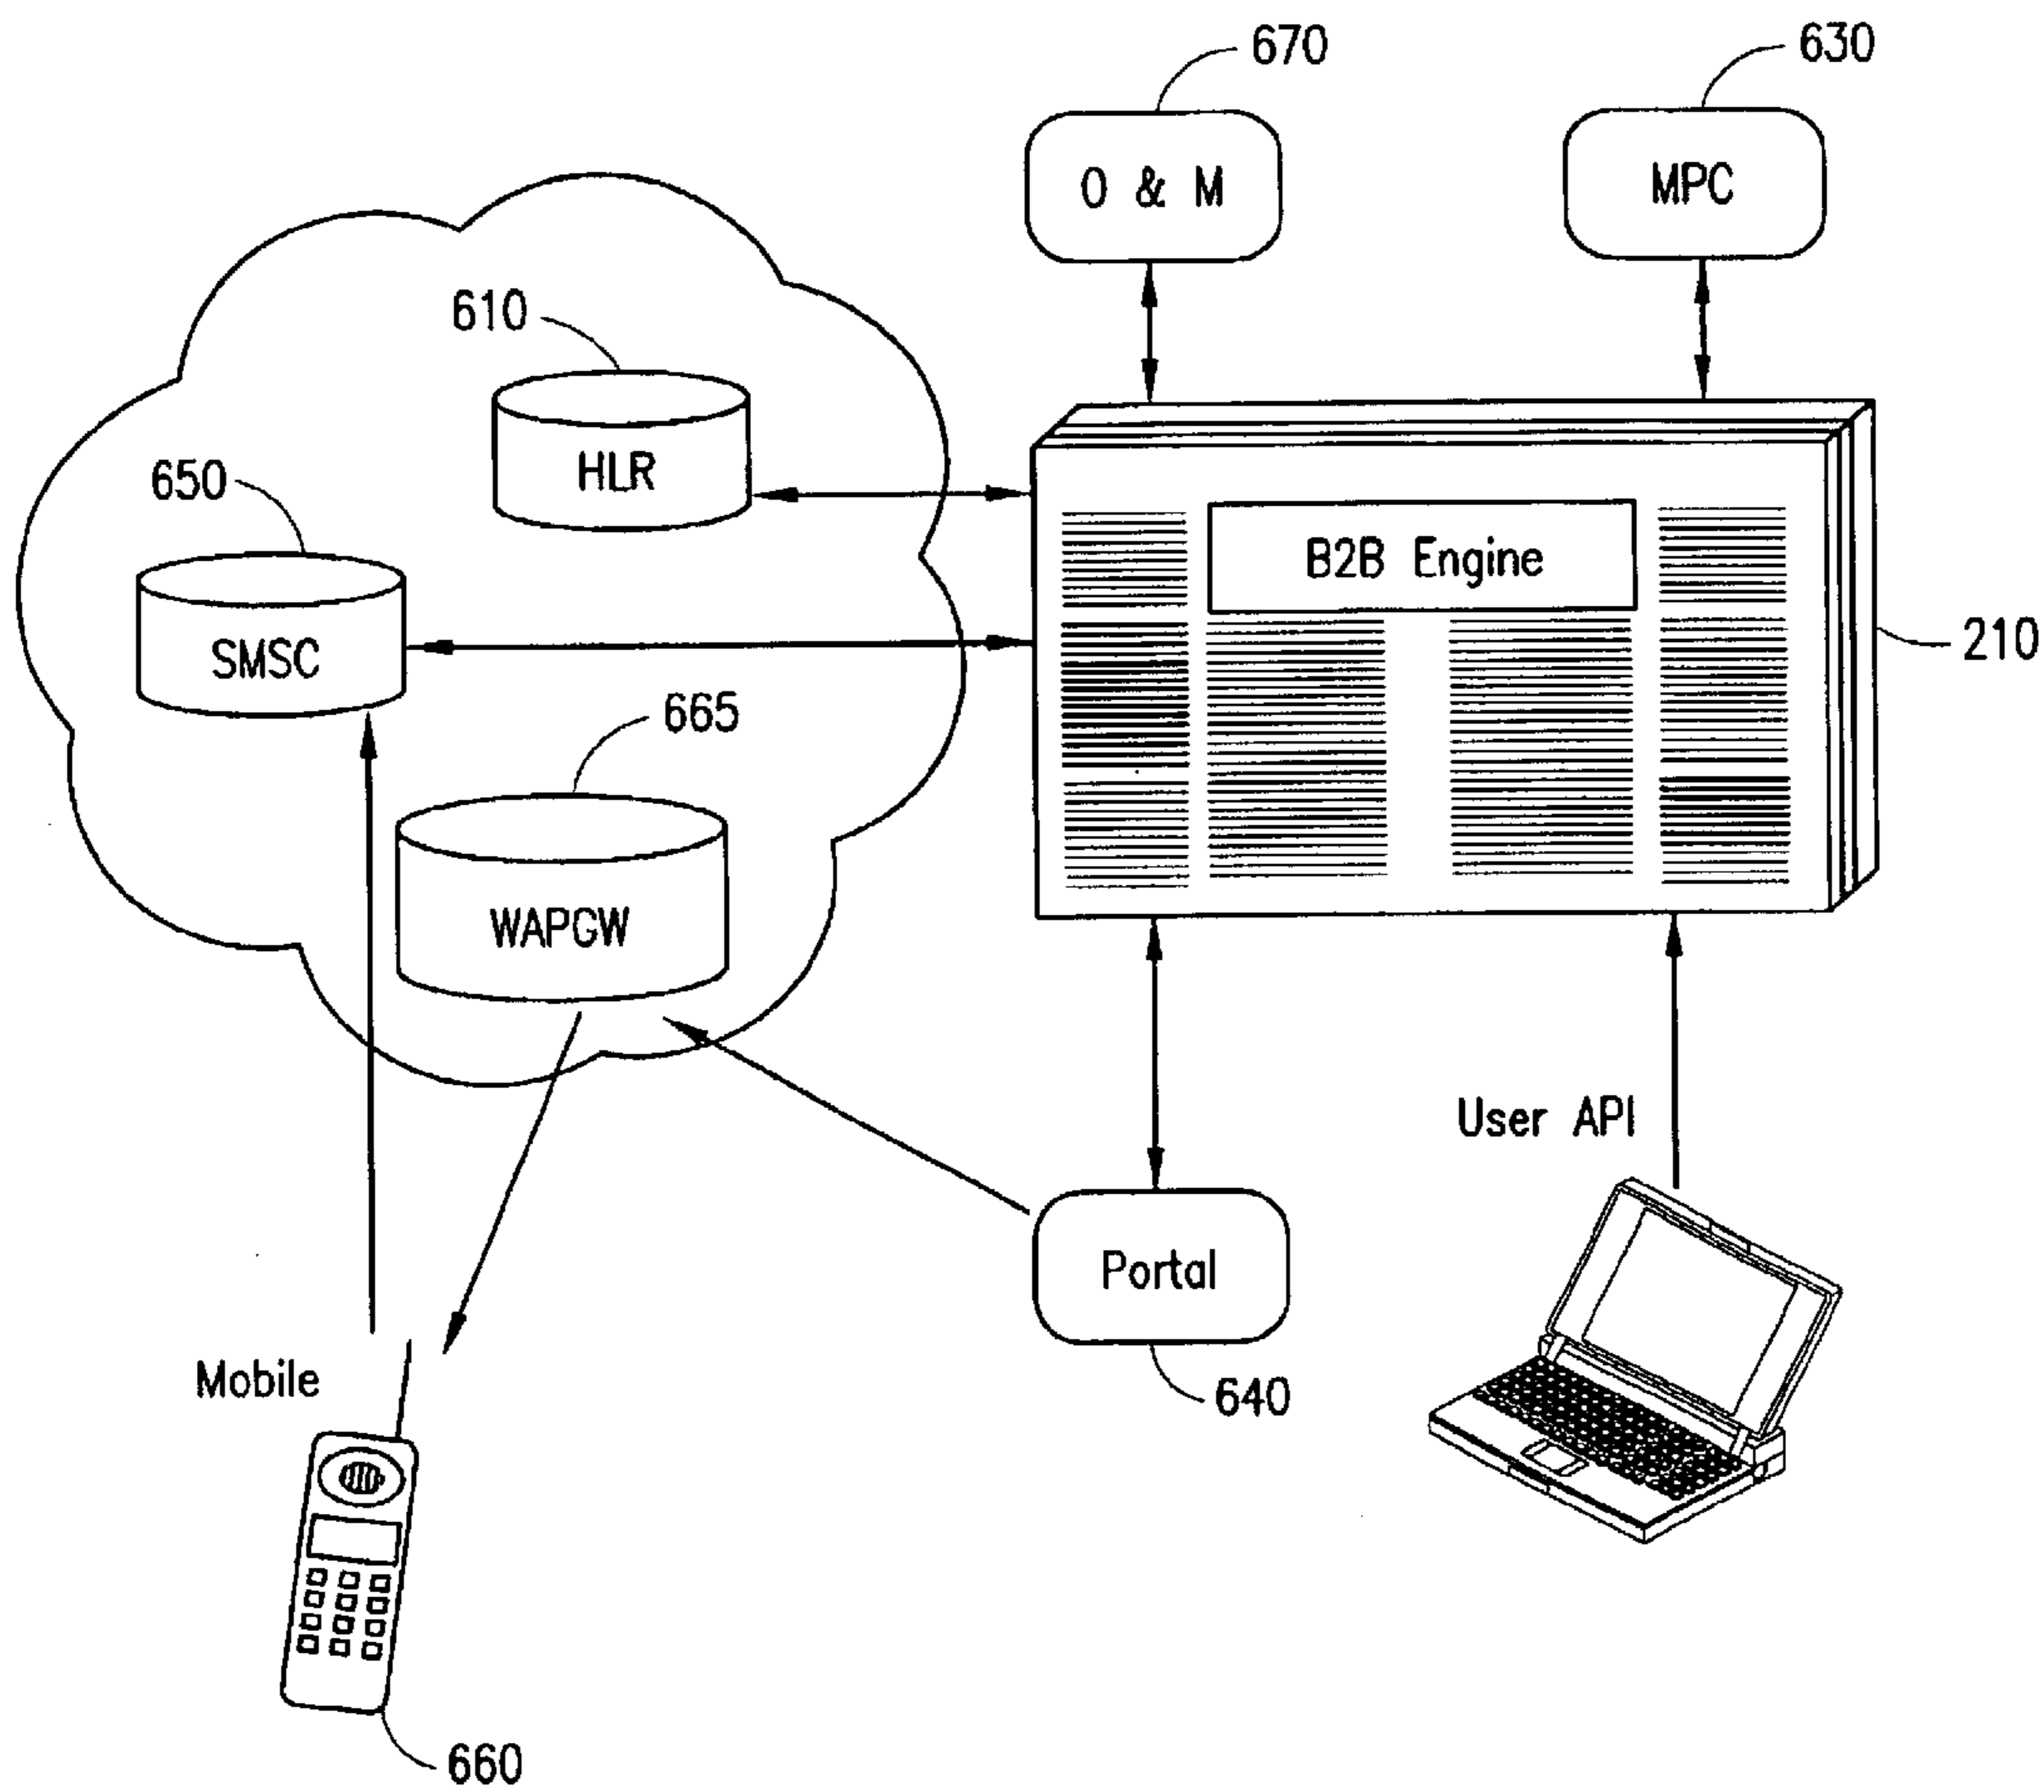 670
630
O & M
MPC
610
HLR
650
B2B Engine
SMSC
210
665
WAPGW
User API
Portal
Mobile
640
660